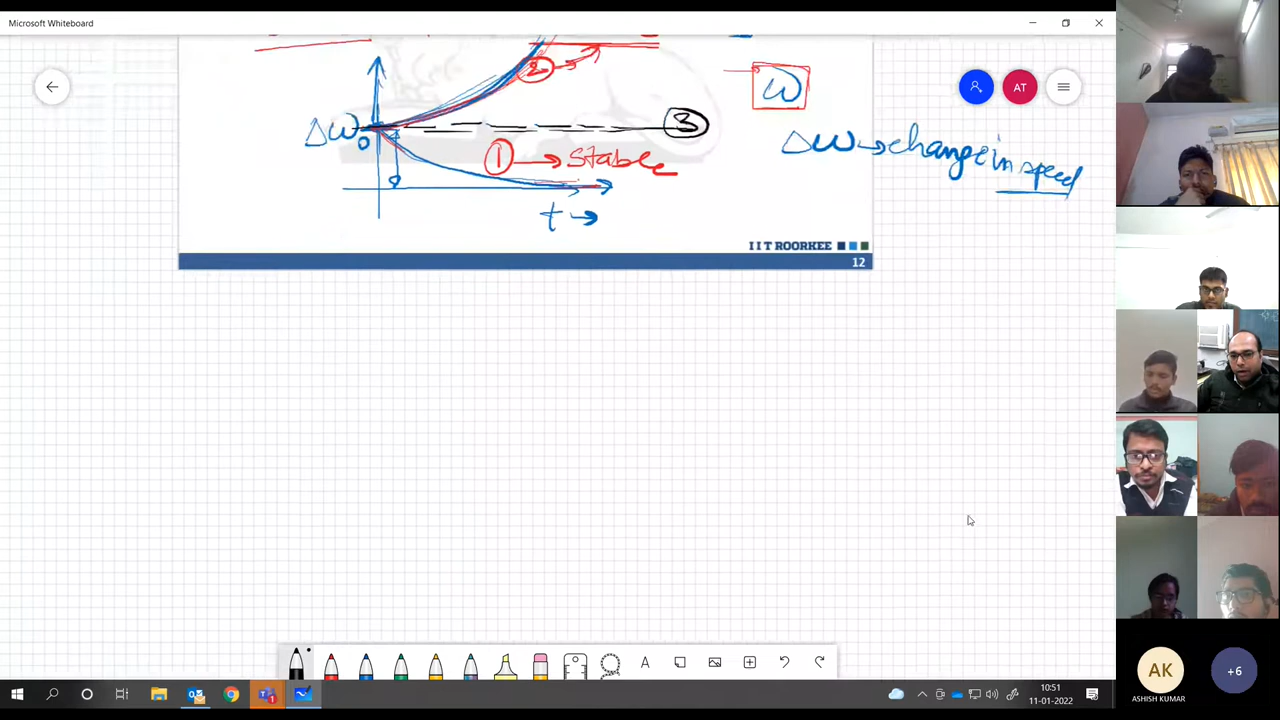 Microsoft Whiteboard
②
ω
Δω₀
③
① → Stable
Δω → change in speed
t →
I I T ROORKEE
12
AT
A
AK
ASHISH KUMAR
+6
10:51
11-01-2022